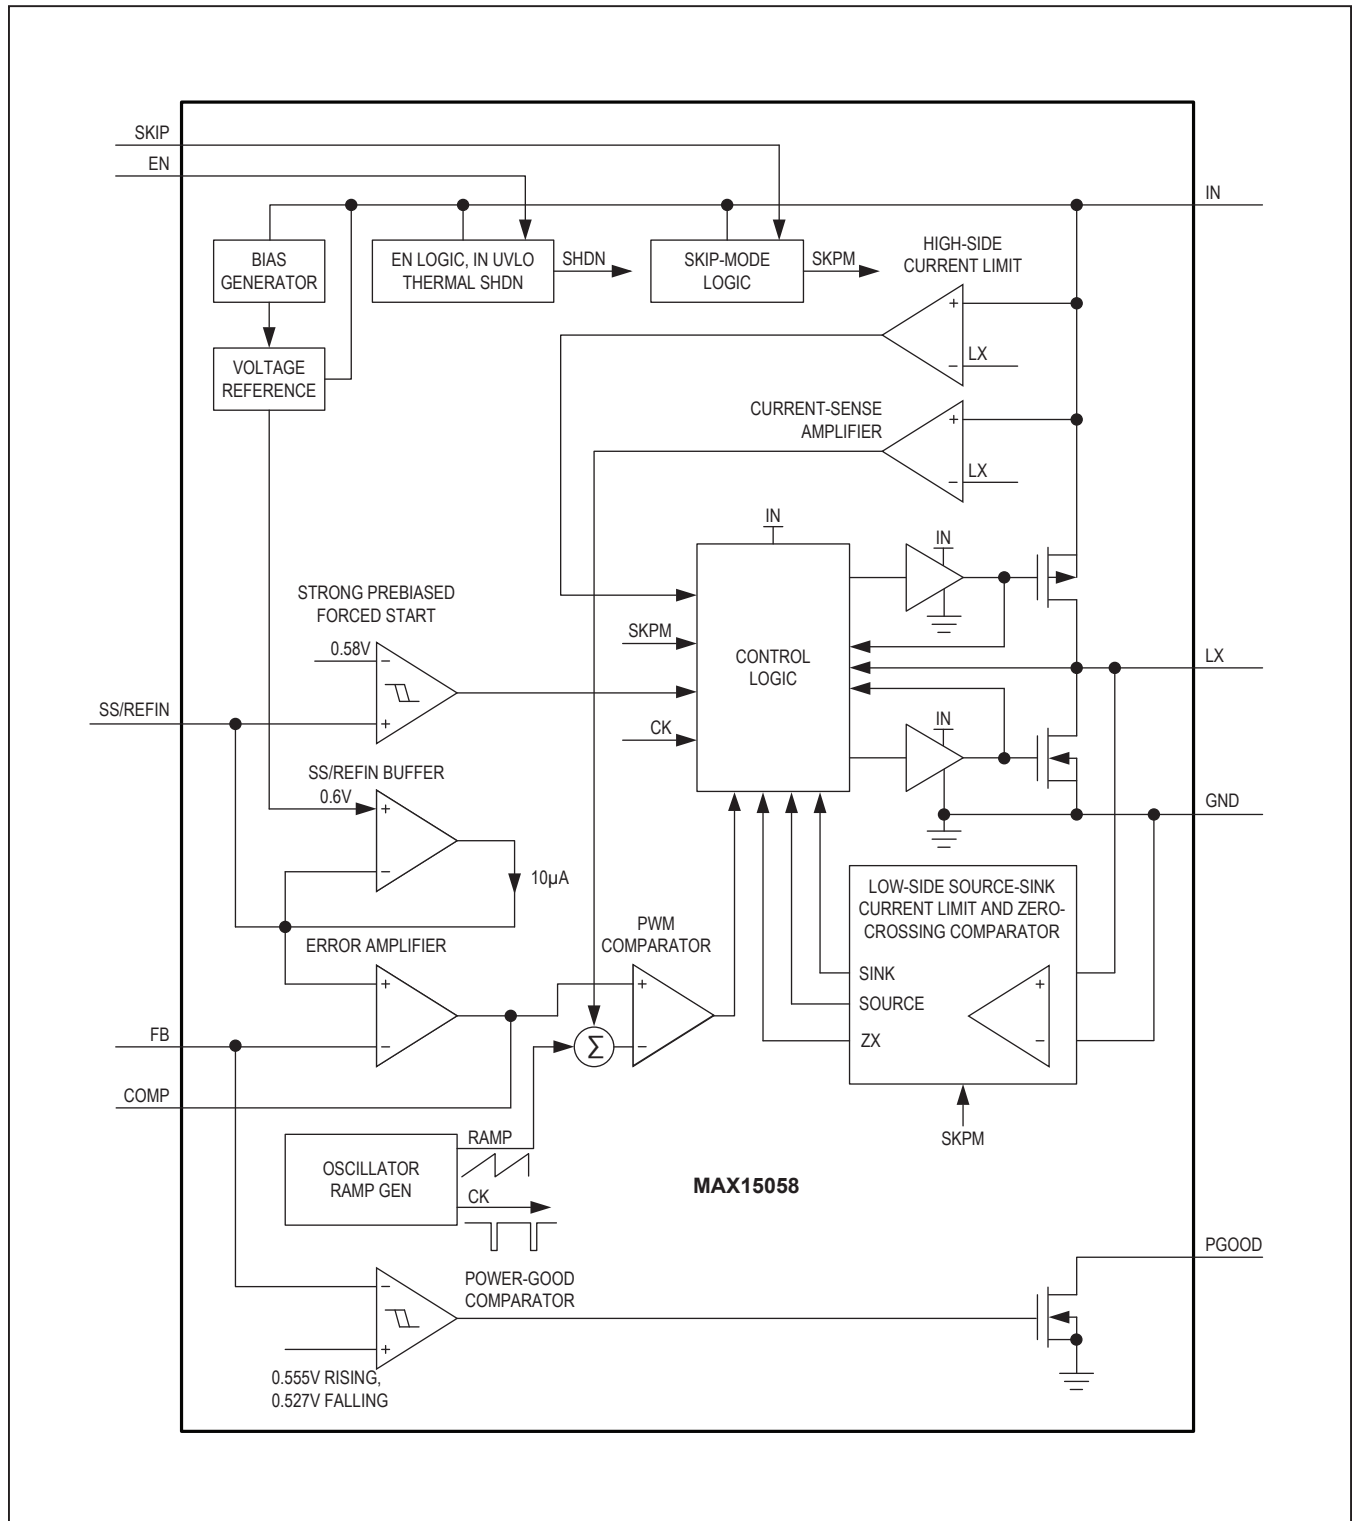 SKIP
EN
IN
BIAS
GENERATOR
EN LOGIC, IN UVLO
THERMAL SHDN
SHDN
SKIP-MODE
LOGIC
SKPM
HIGH-SIDE
CURRENT LIMIT
+
LX
−
VOLTAGE
REFERENCE
CURRENT-SENSE
AMPLIFIER
+
LX
−
IN
IN
STRONG PREBIASED
FORCED START
0.58V
−
+
SKPM
CONTROL
LOGIC
LX
SS/REFIN
CK
IN
SS/REFIN BUFFER
0.6V
+
−
10µA
GND
LOW-SIDE SOURCE-SINK
CURRENT LIMIT AND ZERO-
CROSSING COMPARATOR
SINK
SOURCE
ZX
+
−
SKPM
ERROR AMPLIFIER
+
−
PWM
COMPARATOR
+
−
Σ
FB
COMP
OSCILLATOR
RAMP GEN
RAMP
CK
MAX15058
PGOOD
POWER-GOOD
COMPARATOR
−
+
0.555V RISING,
0.527V FALLING